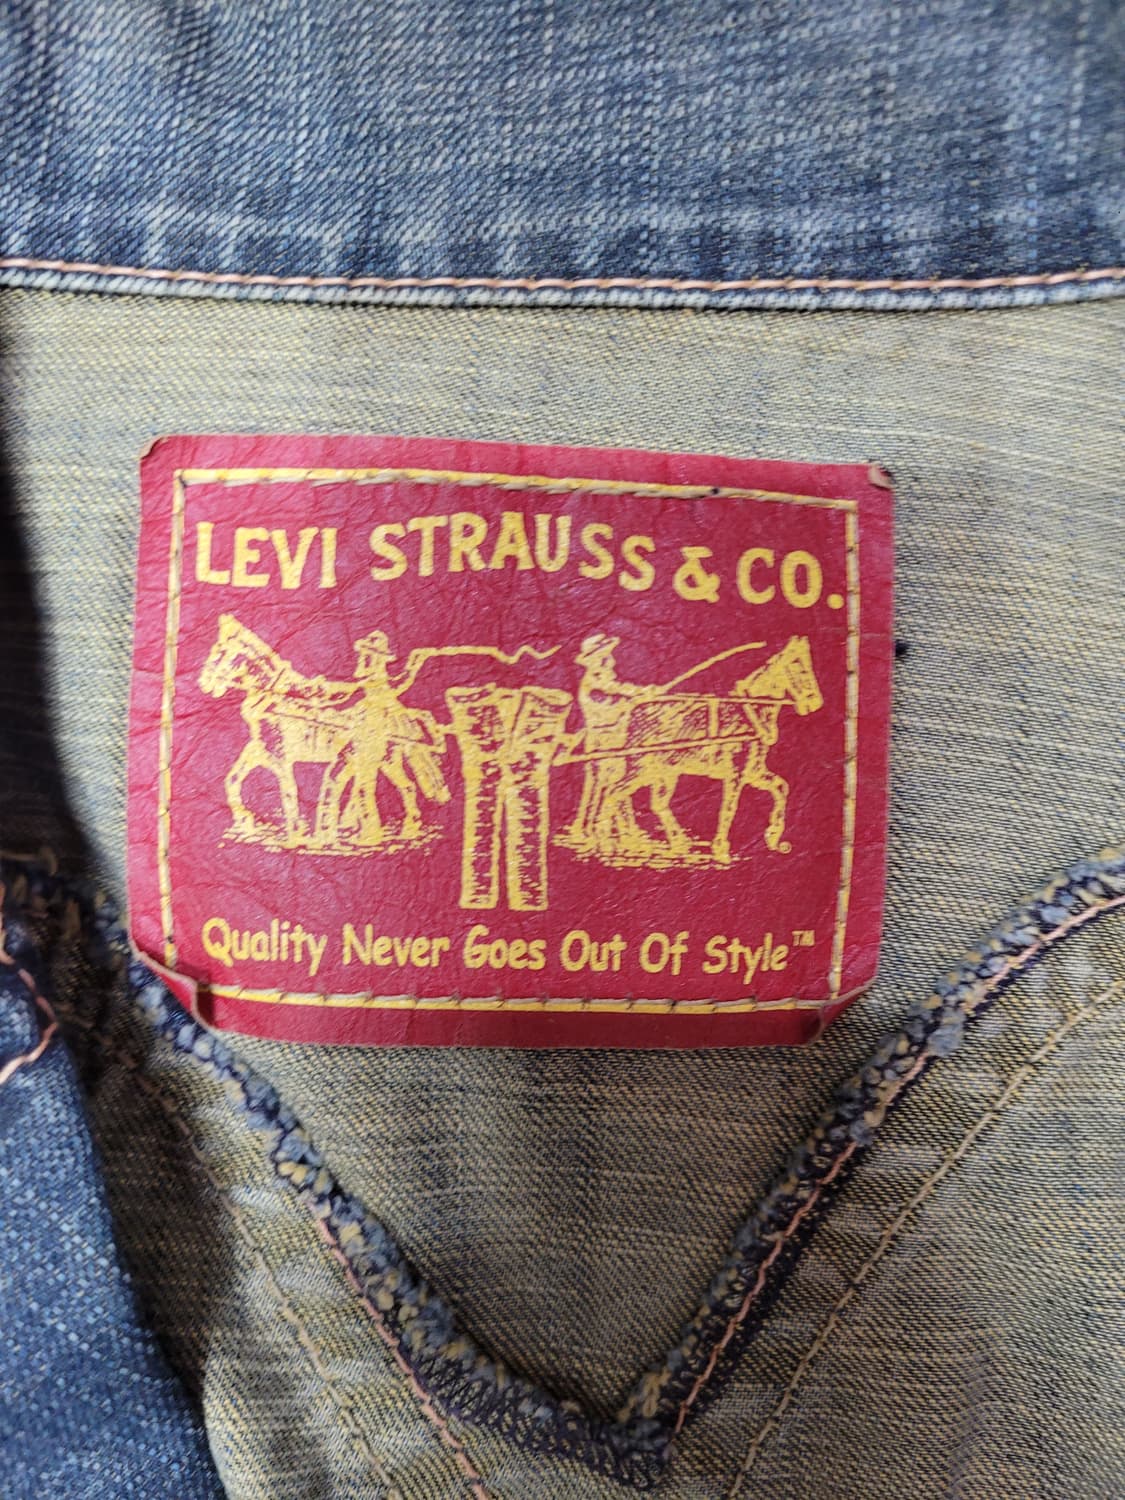 LEVI STRAUSS & CO.
Quality Never Goes Out Of Style™